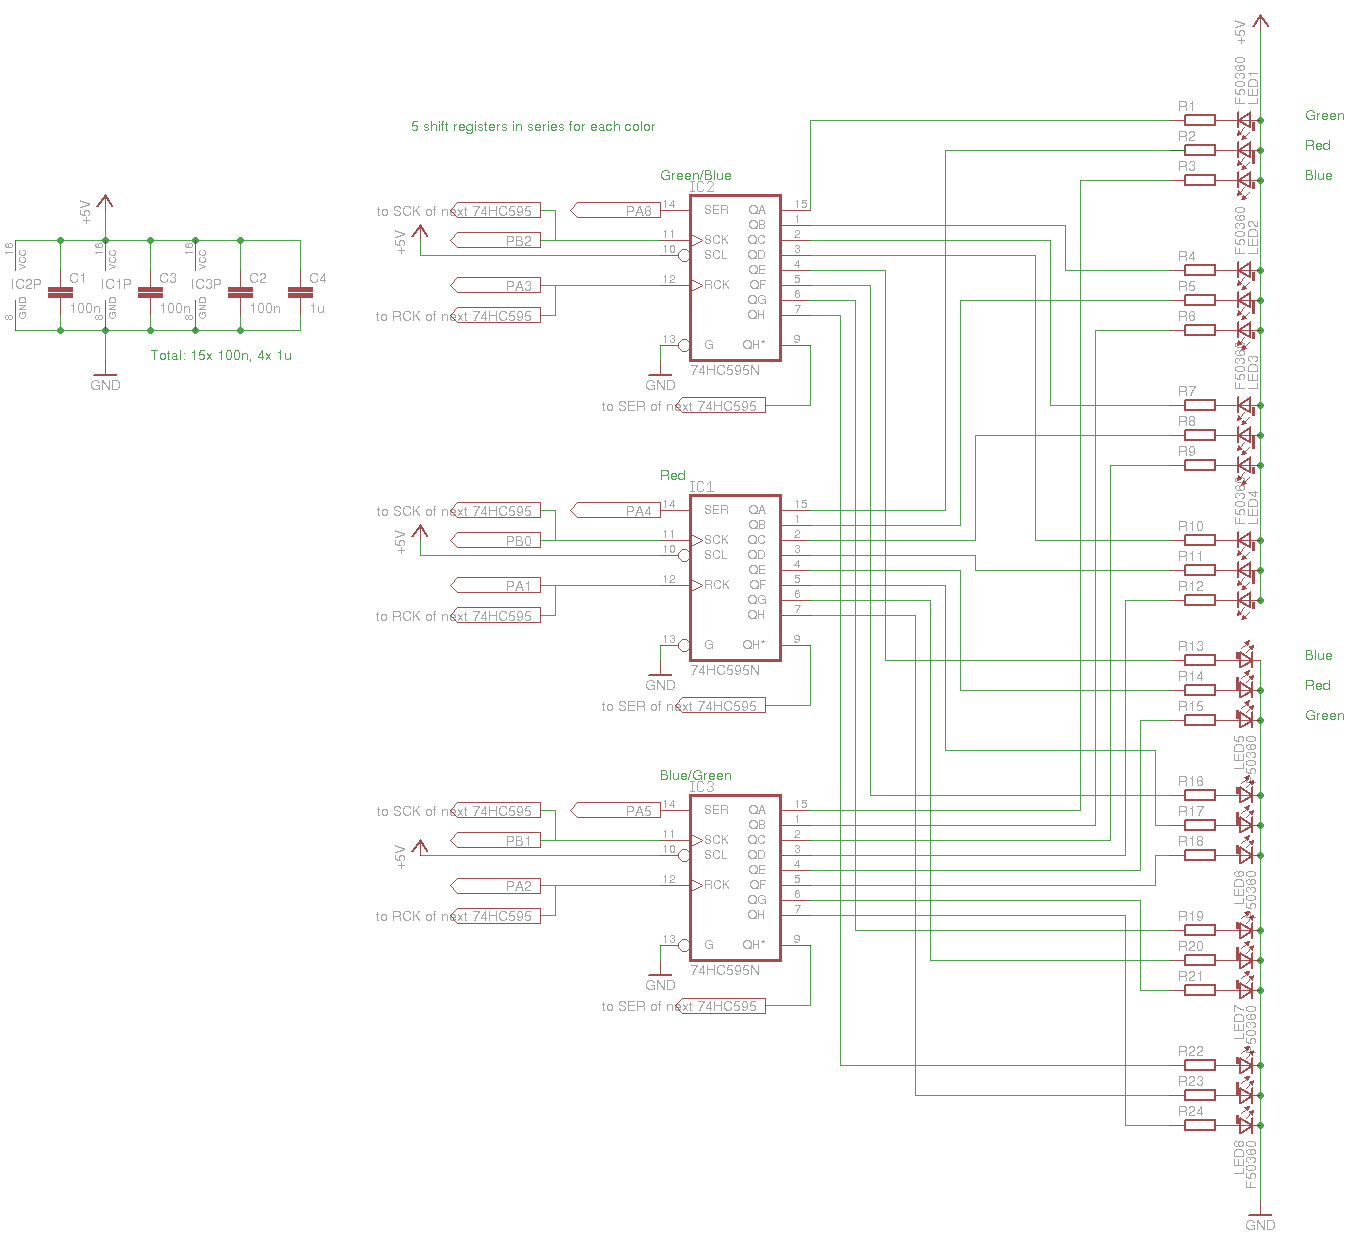 +5V
F50360
LED1
R1
Green
R2
Red
R3
Blue
5 shift registers in series for each color
Green/Blue
IC2
to SCK of next 74HC595
PA6
14
SER
QA
15
QB
1
+5V
PB2
11
SCK
QC
2
10
SCL
QD
3
QE
4
PA3
12
RCK
QF
5
QG
6
to RCK of next 74HC595
QH
7
13
G
QH*
9
GND
74HC595N
to SER of next 74HC595
+5V
16
VCC
16
VCC
16
VCC
IC2P
C1
IC1P
C3
IC3P
C2
C4
100n
100n
100n
1u
8
GND
8
GND
8
GND
Total: 15x 100n, 4x 1u
GND
F50360
LED2
R4
R5
R6
F50360
LED3
R7
R8
R9
F50360
LED4
R10
R11
R12
Red
IC1
to SCK of next 74HC595
PA4
14
SER
QA
15
QB
1
+5V
PB0
11
SCK
QC
2
10
SCL
QD
3
QE
4
PA1
12
RCK
QF
5
QG
6
to RCK of next 74HC595
QH
7
13
G
QH*
9
GND
74HC595N
to SER of next 74HC595
R13
Blue
R14
Red
R15
Green
LED5
50360
Blue/Green
IC3
to SCK of next 74HC595
PA5
14
SER
QA
15
QB
1
+5V
PB1
11
SCK
QC
2
10
SCL
QD
3
QE
4
PA2
12
RCK
QF
5
QG
6
to RCK of next 74HC595
QH
7
13
G
QH*
9
GND
74HC595N
to SER of next 74HC595
R16
R17
R18
LED6
50360
R19
R20
R21
LED7
50360
R22
R23
R24
LED8
F50360
GND